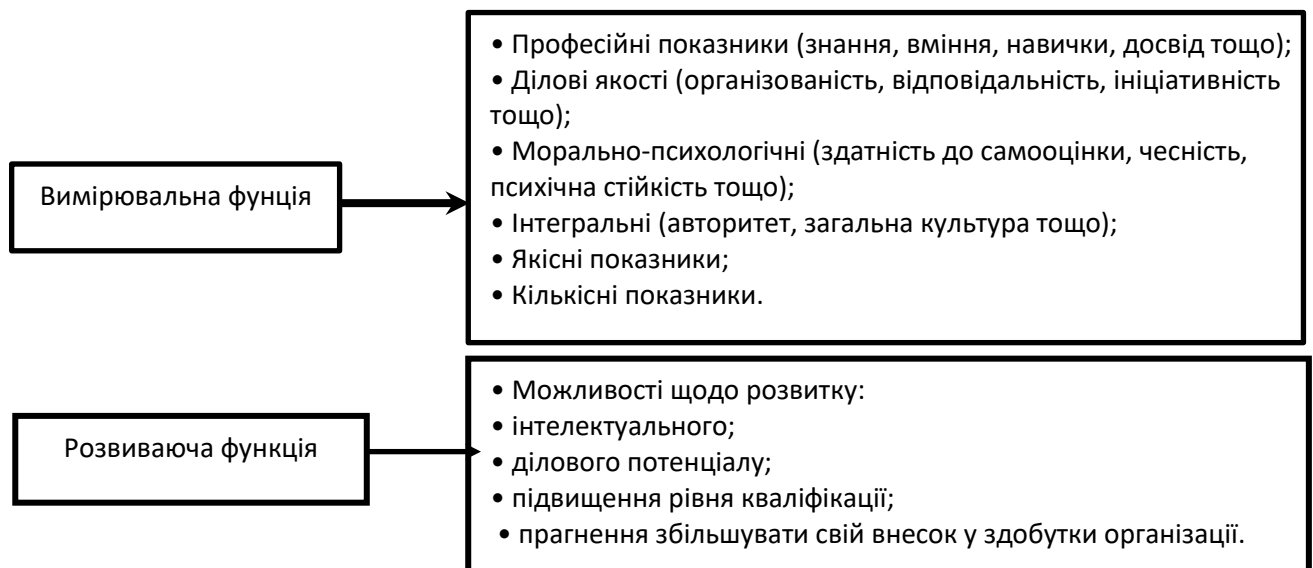 • Професійні показники (знання, вміння, навички, досвід тощо);
• Ділові якості (організованість, відповідальність, ініціативність
тощо);
• Морально-психологічні (здатність до самооцінки, чесність,
психічна стійкість тощо);
• Інтегральні (авторитет, загальна культура тощо);
• Якісні показники;
• Кількісні показники.
Вимірювальна фунція
• Можливості щодо розвитку:
• інтелектуального;
• ділового потенціалу;
• підвищення рівня кваліфікації;
• прагнення збільшувати свій внесок у здобутки організації.
Розвиваюча функція